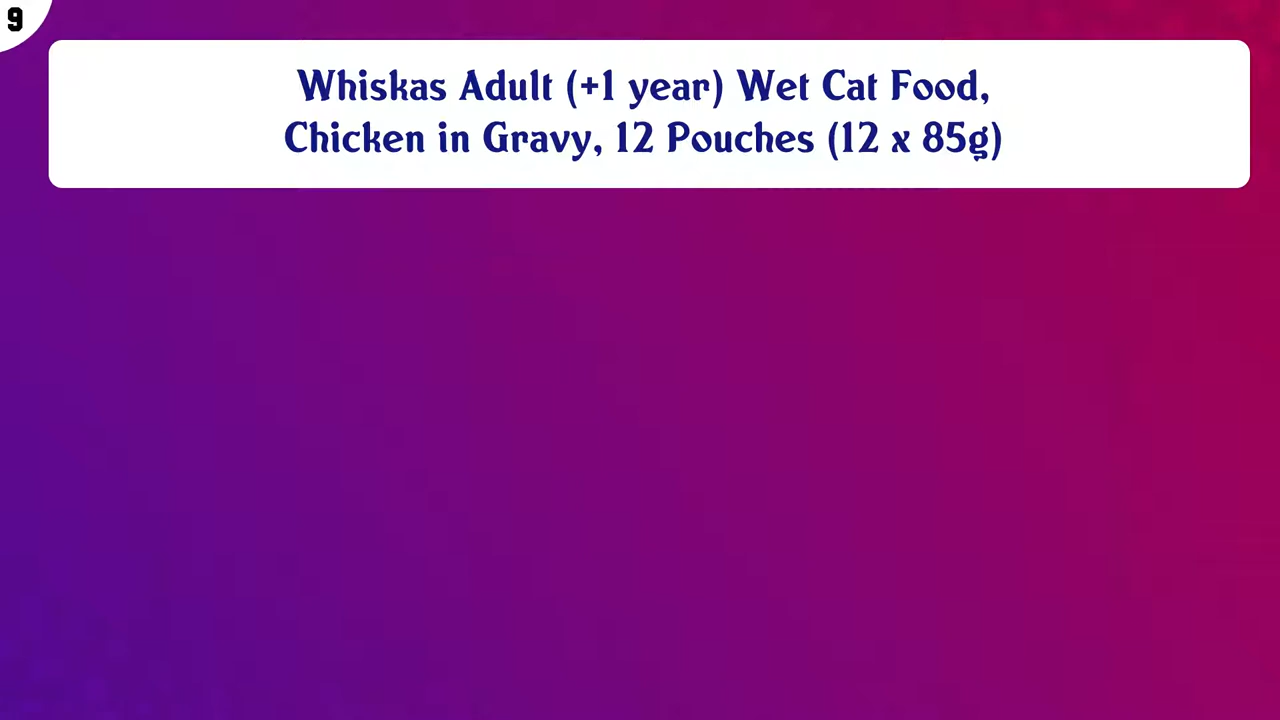 9
Whiskas Adult (+1 year) Wet Cat Food,
Chicken in Gravy, 12 Pouches (12 x 85g)